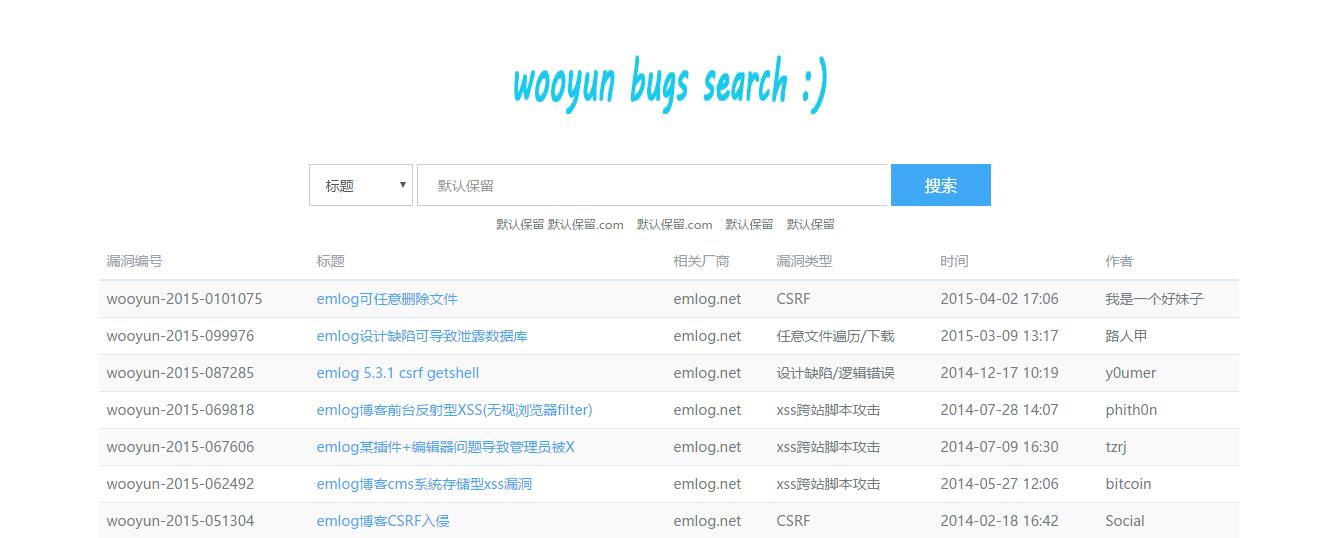 wooyun bugs search :)
标题 默认保留 搜索
默认保留 默认保留.com 默认保留.com 默认保留 默认保留
漏洞编号 标题 相关厂商 漏洞类型 时间 作者
wooyun-2015-0101075 emlog可任意删除文件 emlog.net CSRF 2015-04-02 17:06 我是一个好妹子
wooyun-2015-099976 emlog设计缺陷可导致泄露数据库 emlog.net 任意文件遍历/下载 2015-03-09 13:17 路人甲
wooyun-2015-087285 emlog 5.3.1 csrf getshell emlog.net 设计缺陷/逻辑错误 2014-12-17 10:19 y0umer
wooyun-2015-069818 emlog博客前台反射型XSS(无视浏览器filter) emlog.net xss跨站脚本攻击 2014-07-28 14:07 phith0n
wooyun-2015-067606 emlog某插件+编辑器问题导致管理员被X emlog.net xss跨站脚本攻击 2014-07-09 16:30 tzrj
wooyun-2015-062492 emlog博客cms系统存储型xss漏洞 emlog.net xss跨站脚本攻击 2014-05-27 12:06 bitcoin
wooyun-2015-051304 emlog博客CSRF入侵 emlog.net CSRF 2014-02-18 16:42 Social